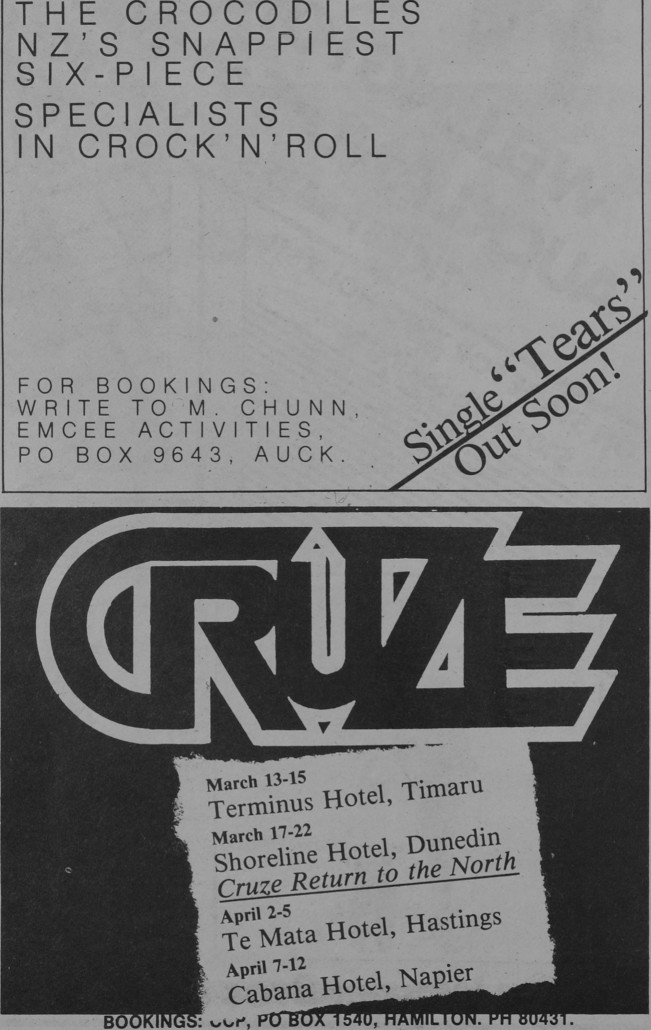 THE CROCODILES
NZ'S SNAPPIEST
SIX-PIECE
SPECIALISTS
IN CROCK'N'ROLL
FOR BOOKINGS:
WRITE TO M. CHUNN,
EMCEE ACTIVITIES,
PO BOX 9643, AUCK.
Single "Tears"
Out Soon!
CRUZE
March 13-15
Terminus Hotel, Timaru
March 17-22
Shoreline Hotel, Dunedin
Cruze Return to the North
April 2-5
Te Mata Hotel, Hastings
April 7-12
Cabana Hotel, Napier
BOOKINGS: PO BOX 1540, HAMILTON. PH 80431.